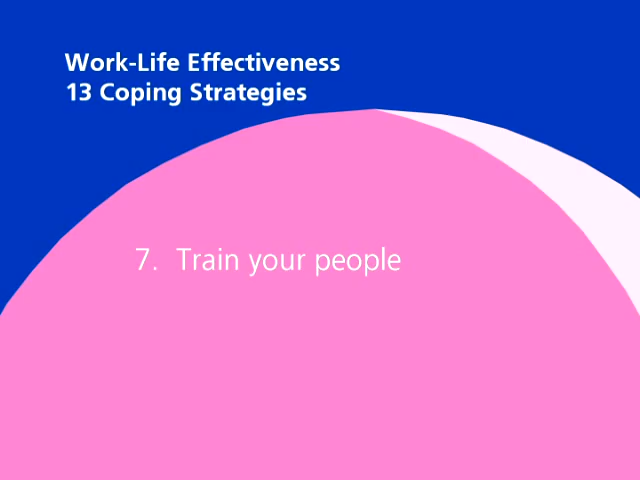 Work-Life Effectiveness
13 Coping Strategies
7. Train your people